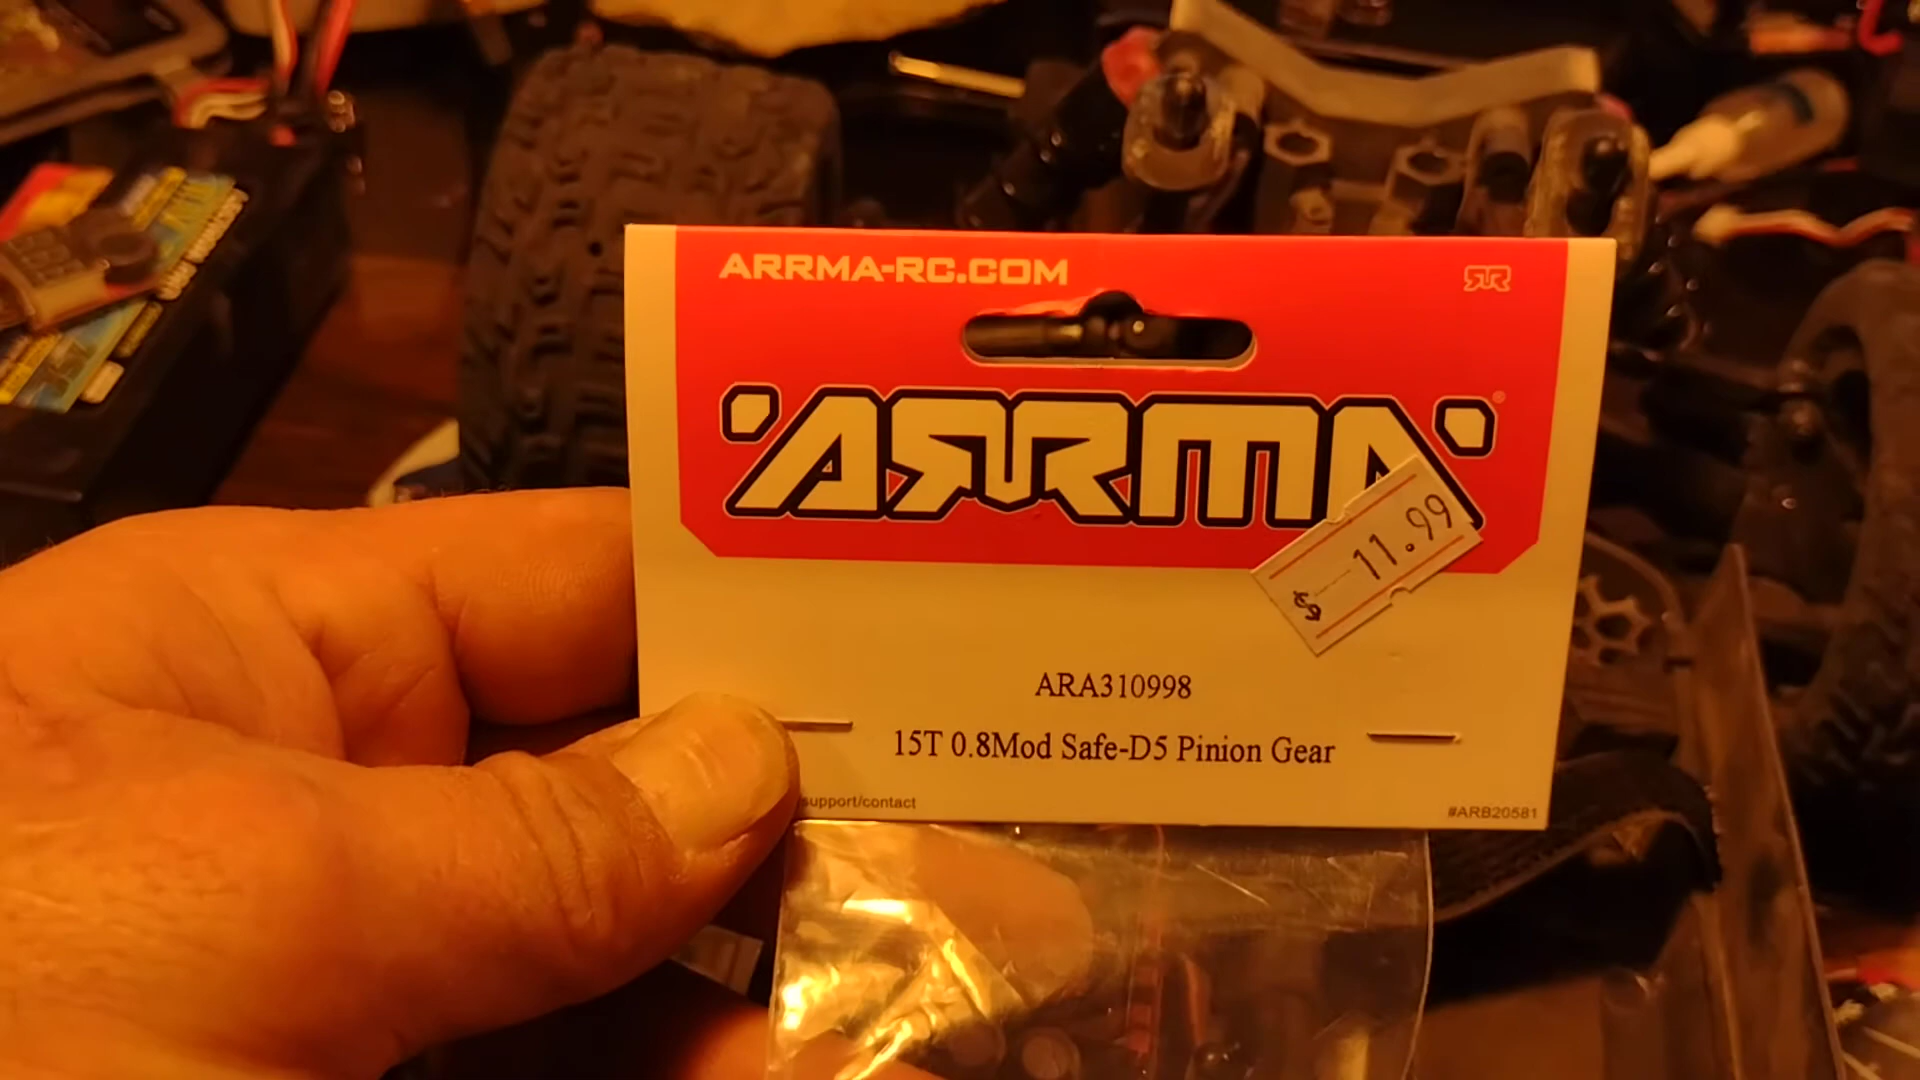 ARRMA-RC.COM
ARRMA
$ 11.99
ARA310998
15T 0.8Mod Safe-D5 Pinion Gear
support/contact
#ARB20581